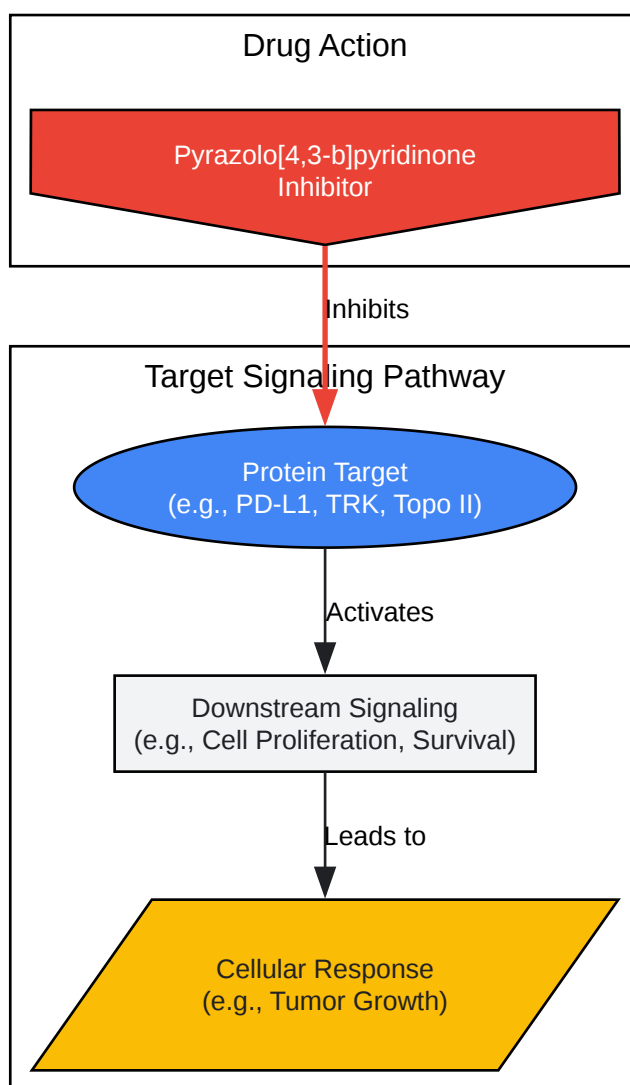 Drug Action
Pyrazolo[4,3-b]pyridinone
Inhibitor
Inhibits
Target Signaling Pathway
Protein Target
(e.g., PD-L1, TRK, Topo II)
Activates
Downstream Signaling
(e.g., Cell Proliferation, Survival)
Leads to
Cellular Response
(e.g., Tumor Growth)